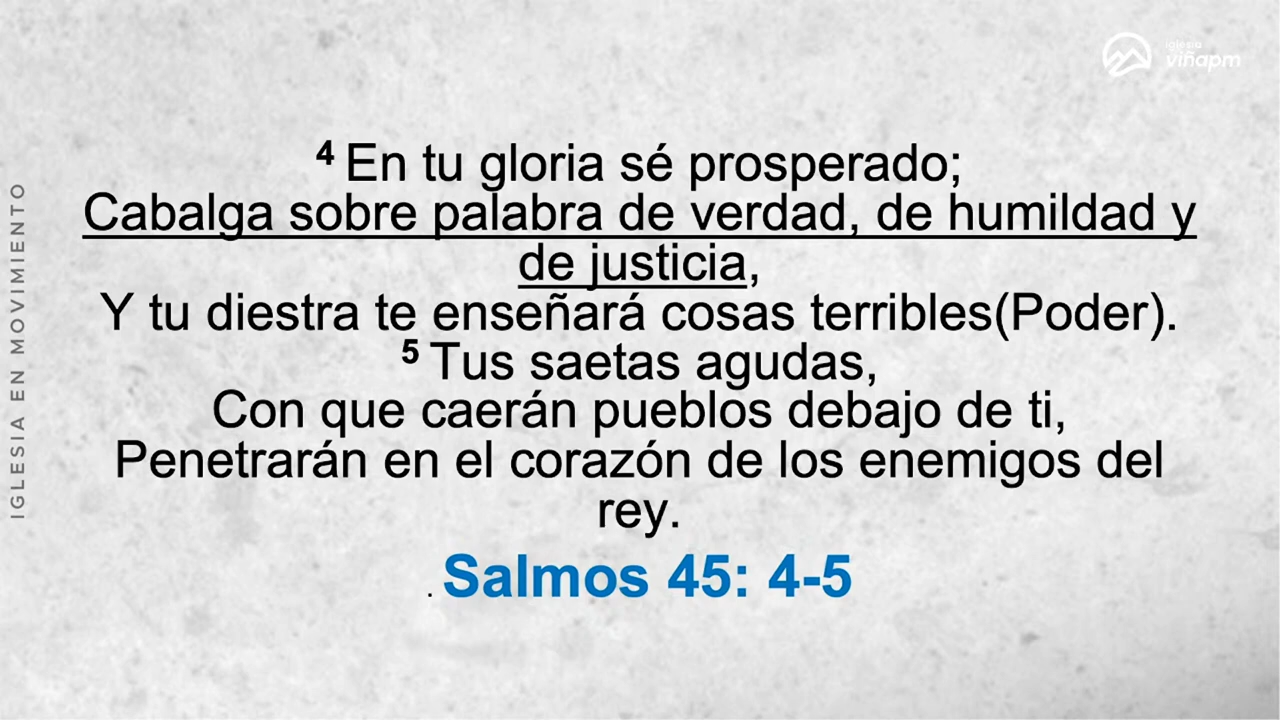 iglesia
viñapm
IGLESIA EN MOVIMIENTO
4 En tu gloria sé prosperado;
Cabalga sobre palabra de verdad, de humildad y
de justicia,
Y tu diestra te enseñará cosas terribles(Poder).
5 Tus saetas agudas,
Con que caerán pueblos debajo de ti,
Penetrarán en el corazón de los enemigos del
rey.
. Salmos 45: 4-5